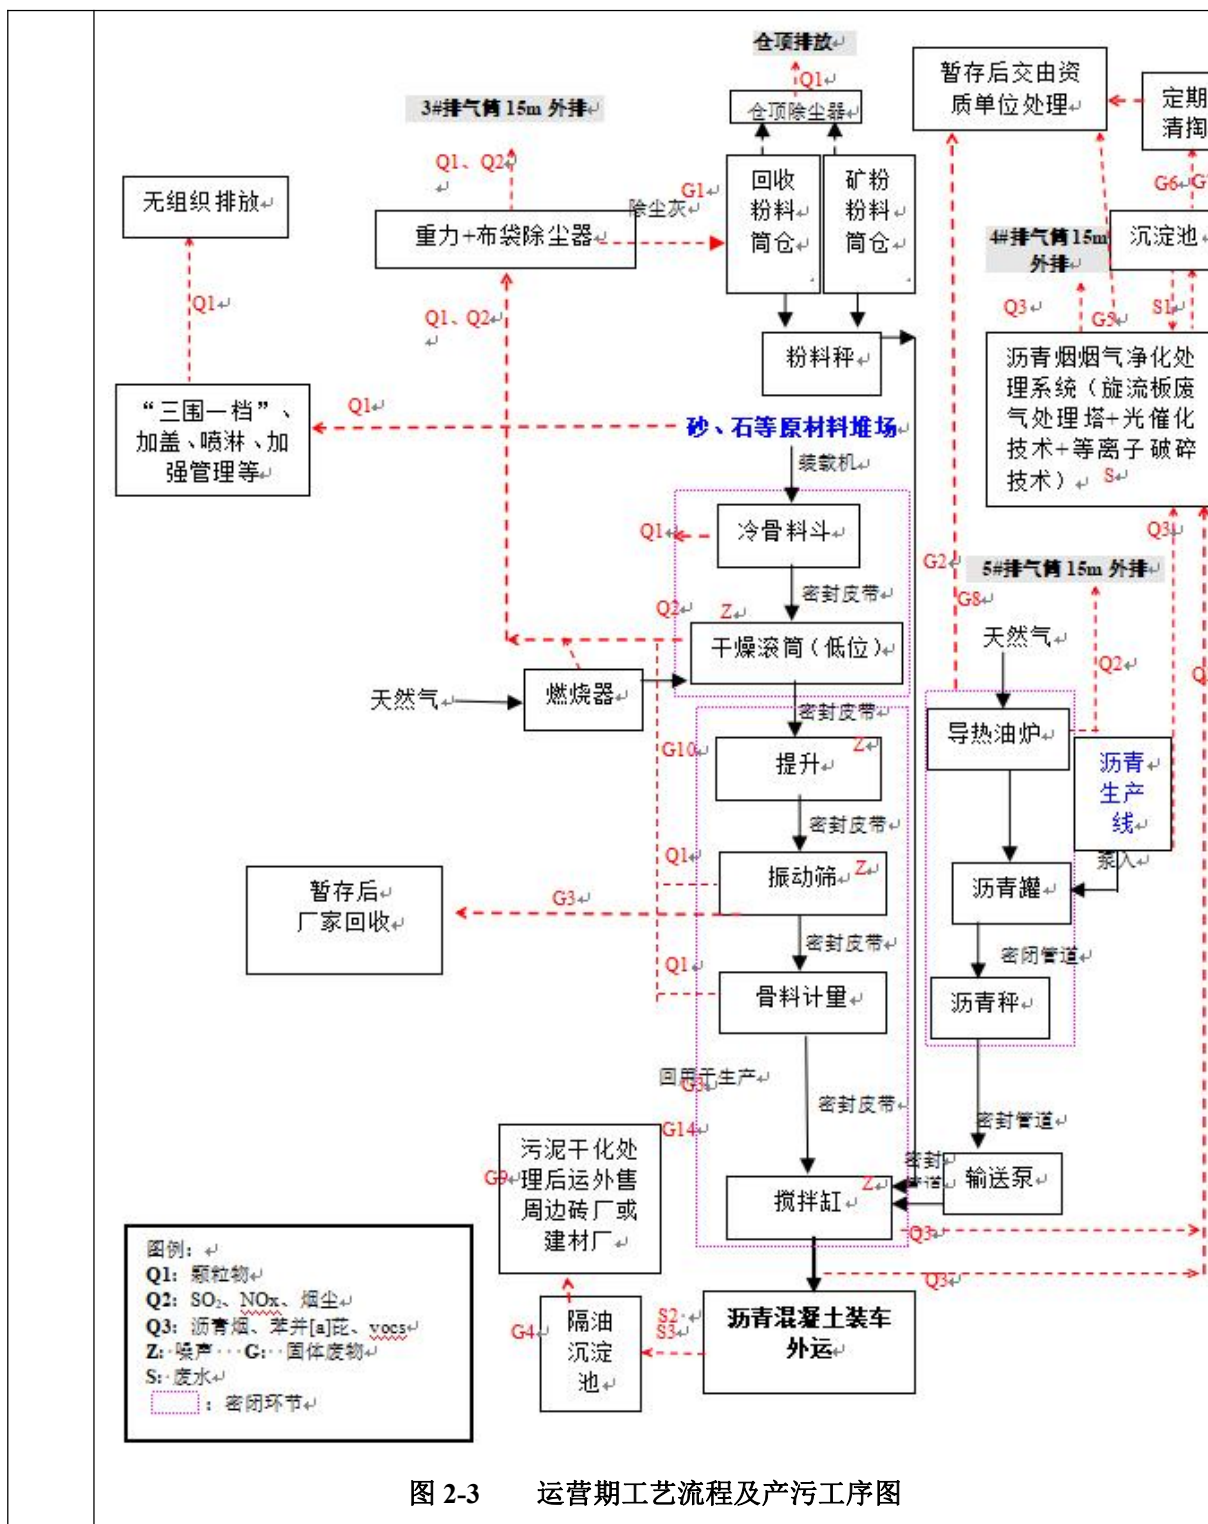 仓顶排放
Q1
仓顶除尘器
暂存后交由资
质单位处理
定期
清掏
3#排气筒 15m 外排
Q1、Q2
无组织排放
重力+布袋除尘器
除尘灰
G1
回收
粉料
筒仓
矿粉
粉料
筒仓
G6
沉淀池
4#排气筒 15m
外排
Q1
Q1、Q2
Q3
G5
S1
粉料秤
沥青烟烟气净化处
理系统（旋流板废
气处理塔+光催化
技术+等离子破碎
技术）
S
“三围一档”、
加盖、喷淋、加
强管理等
Q1
砂、石等原材料堆场
装载机
Q1
冷骨料斗
Q3
密封皮带
G2
5#排气筒 15m 外排
Q2
Z
G8
干燥滚筒（低位）
天然气
Q2
天然气
燃烧器
密封皮带
导热油炉
G10
提升
Z
沥青
生产
线
密封皮带
泵入
Q1
振动筛
Z
沥青罐
暂存后
厂家回收
G3
密封皮带
密闭管道
Q1
骨料计量
沥青秤
回用于生产
G3
密封皮带
密封管道
G14
污泥干化处
理后运外售
周边砖厂或
建材厂
G9
密封
管道
输送泵
Z
搅拌缸
Q3
Q3
图例：
Q1: 颗粒物
Q2: SO₂、NOx、烟尘
Q3: 沥青烟、苯并[a]芘、vocs
Z: 噪声 G: 固体废物
S: 废水
：密闭环节
G4
隔油
沉淀
池
S2
S3
沥青混凝土装车
外运
图 2-3 运营期工艺流程及产污工序图